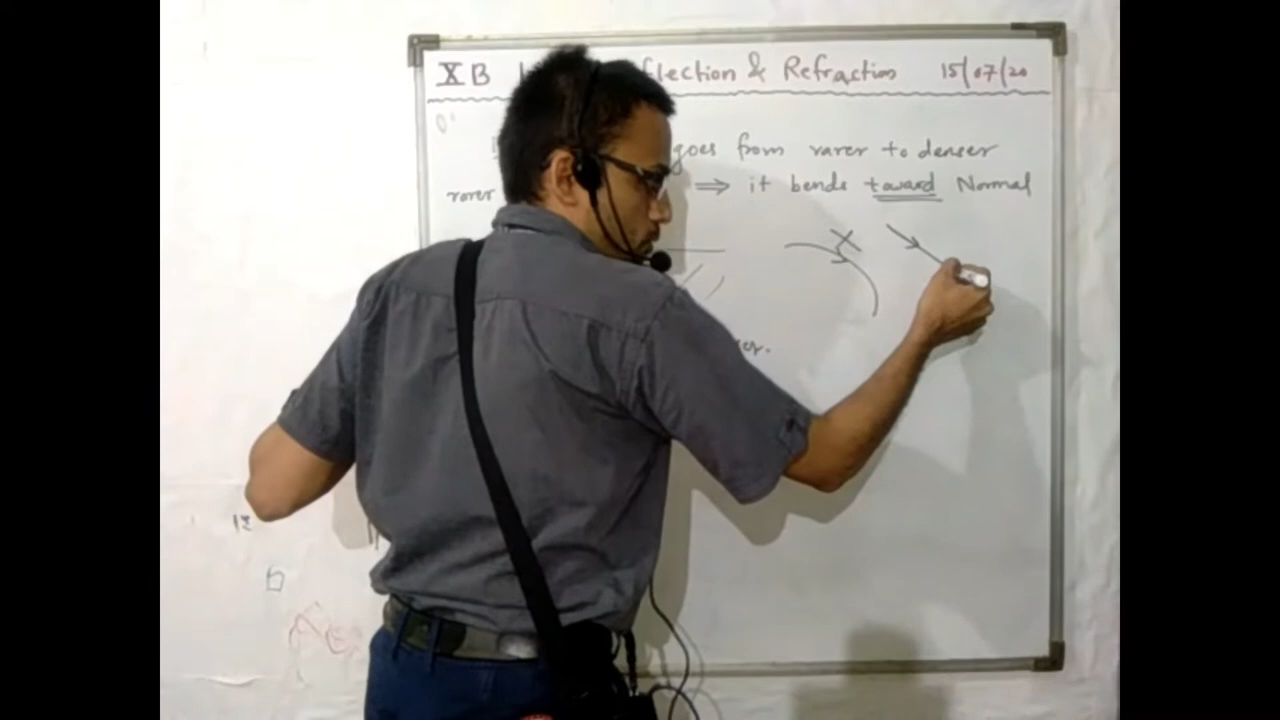 X B flection & Refraction 15/07/20
goes from rarer to denser
rarer ⇒ it bends toward Normal